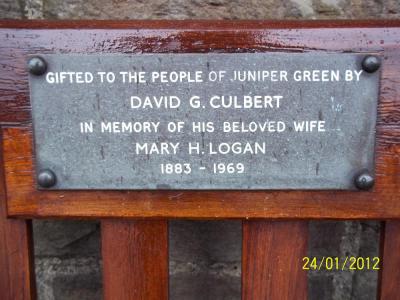 GIFTED TO THE PEOPLE OF JUNIPER GREEN BY
DAVID G. CULBERT
IN MEMORY OF HIS BELOVED WIFE
MARY H. LOGAN
1883 - 1969
24/01/2012